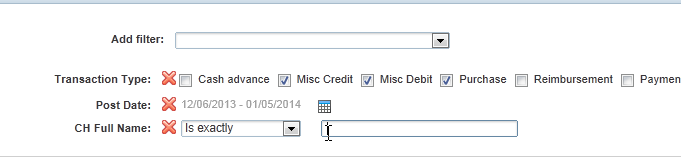 Add filter:
Transaction Type: Cash advance Misc Credit Misc Debit Purchase Reimbursement Paymen
Post Date: 12/06/2013 - 01/05/2014
CH Full Name: Is exactly